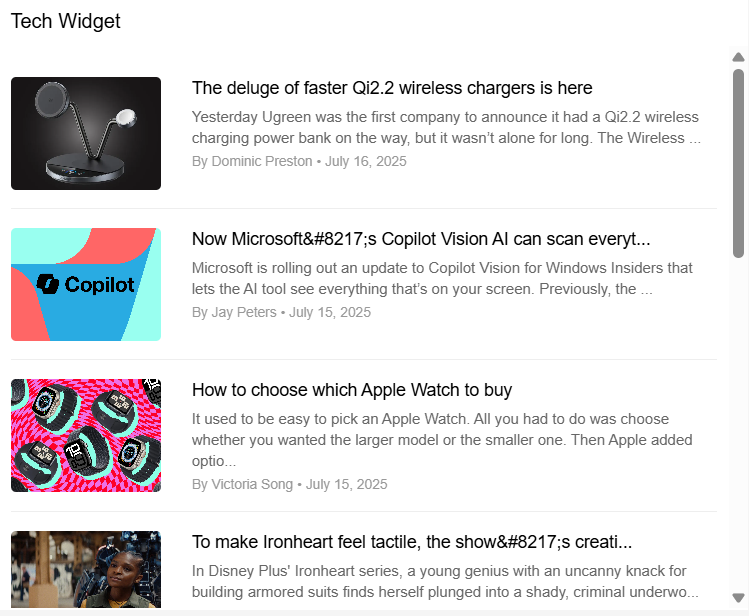 Tech Widget
The deluge of faster Qi2.2 wireless chargers is here
Yesterday Ugreen was the first company to announce it had a Qi2.2 wireless
charging power bank on the way, but it wasn’t alone for long. The Wireless ...
By Dominic Preston • July 16, 2025
Now Microsoft&#8217;s Copilot Vision AI can scan everyt...
Copilot
Microsoft is rolling out an update to Copilot Vision for Windows Insiders that
lets the AI tool see everything that’s on your screen. Previously, the ...
By Jay Peters • July 15, 2025
How to choose which Apple Watch to buy
It used to be easy to pick an Apple Watch. All you had to do was choose
whether you wanted the larger model or the smaller one. Then Apple added
optio...
By Victoria Song • July 15, 2025
To make Ironheart feel tactile, the show&#8217;s creati...
In Disney Plus' Ironheart series, a young genius with an uncanny knack for
building armored suits finds herself plunged into a shady, criminal underwo...